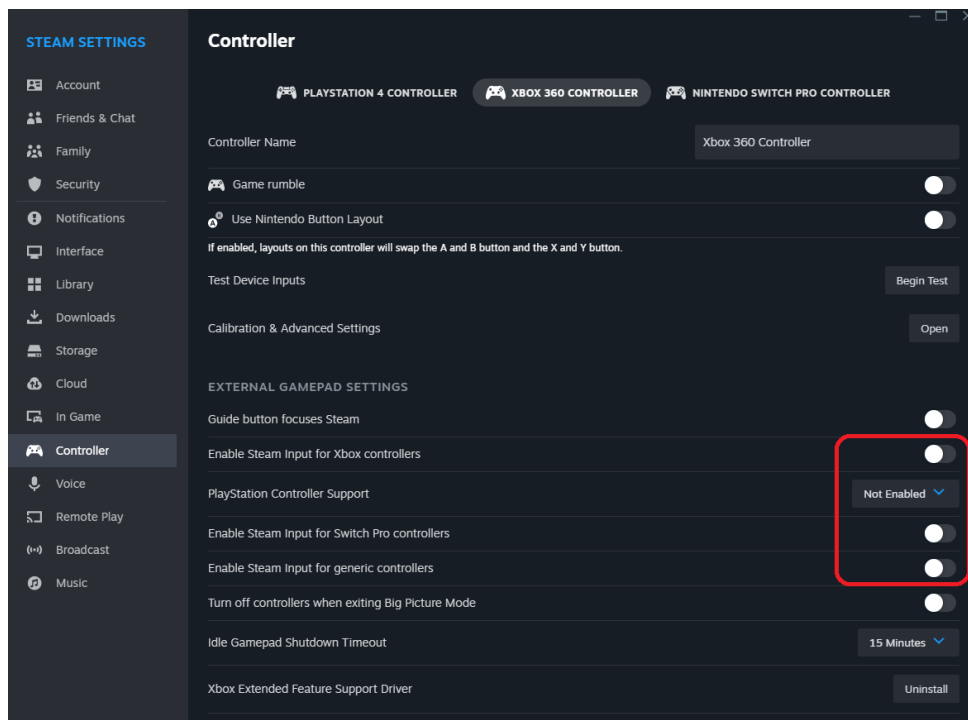 STEAM SETTINGS
Account
Friends & Chat
Family
Security
Notifications
Interface
Library
Downloads
Storage
Cloud
In Game
Controller
Voice
Remote Play
Broadcast
Music
Controller
PLAYSTATION 4 CONTROLLER XBOX 360 CONTROLLER NINTENDO SWITCH PRO CONTROLLER
Controller Name Xbox 360 Controller
Game rumble
Use Nintendo Button Layout
If enabled, layouts on this controller will swap the A and B button and the X and Y button.
Test Device Inputs Begin Test
Calibration & Advanced Settings Open
EXTERNAL GAMEPAD SETTINGS
Guide button focuses Steam
Enable Steam Input for Xbox controllers
PlayStation Controller Support Not Enabled
Enable Steam Input for Switch Pro controllers
Enable Steam Input for generic controllers
Turn off controllers when exiting Big Picture Mode
Idle Gamepad Shutdown Timeout 15 Minutes
Xbox Extended Feature Support Driver Uninstall